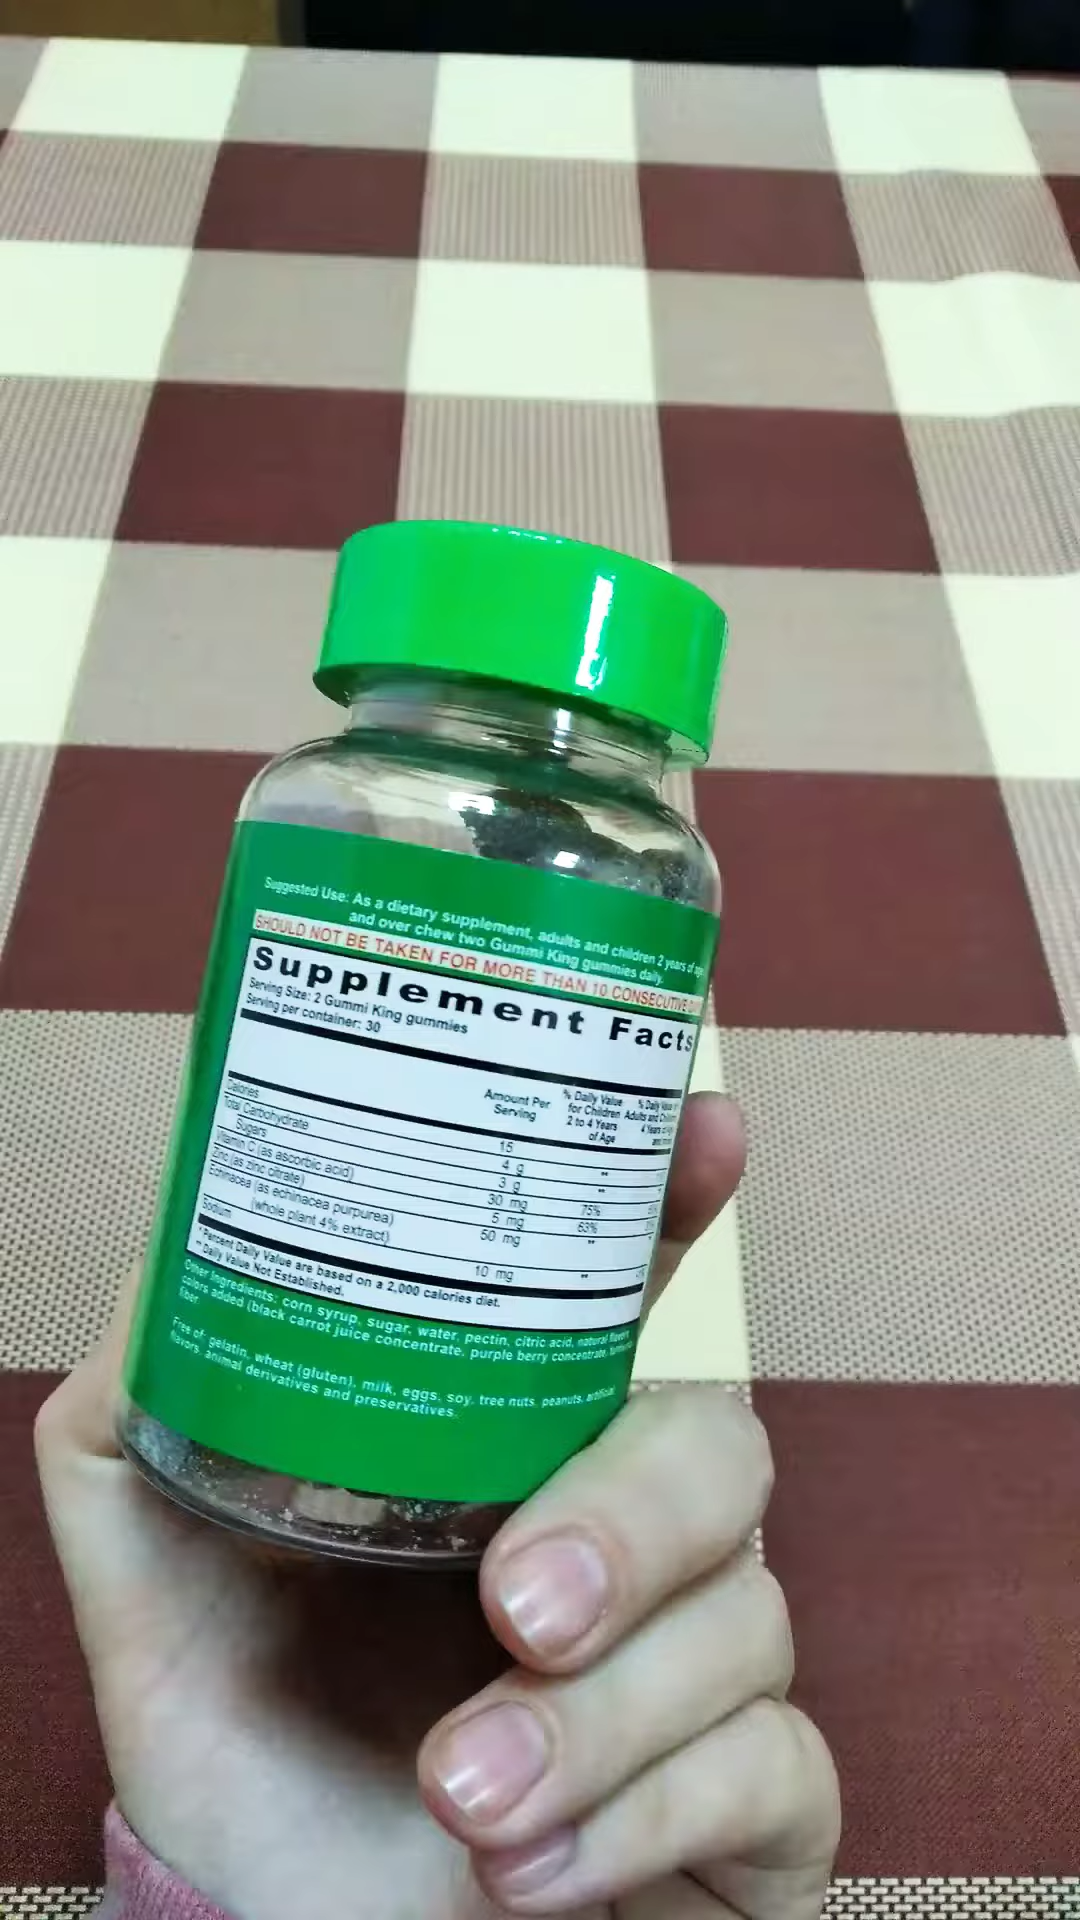 Suggested Use: As a dietary supplement, adults and children 2 years of age
and over chew two Gummi King gummies daily.
SHOULD NOT BE TAKEN FOR MORE THAN 10 CONSECUTIVE
Supplement Facts
Serving Size: 2 Gummi King gummies
Serving per container: 30
Amount Per
Serving
% Daily Value
for Children
2 to 4 Years
of Age
% Daily Value
Adults and
4 Years
Calories 15
Total Carbohydrate 4 g **
Sugars 3 g **
Vitamin C (as ascorbic acid) 30 mg 75%
Zinc (as zinc citrate) 5 mg 63%
Echinacea (as echinacea purpurea) 50 mg **
(whole plant 4% extract)
Sodium 10 mg **
* Percent Daily Value are based on a 2,000 calories diet.
** Daily Value Not Established.
Other Ingredients: corn syrup, sugar, water, pectin, citric acid, natural flavors,
colors added (black carrot juice concentrate, purple berry concentrate,
fiber.
Free of: gelatin, wheat (gluten), milk, eggs, soy, tree nuts, peanuts, artificial
flavors, animal derivatives and preservatives.